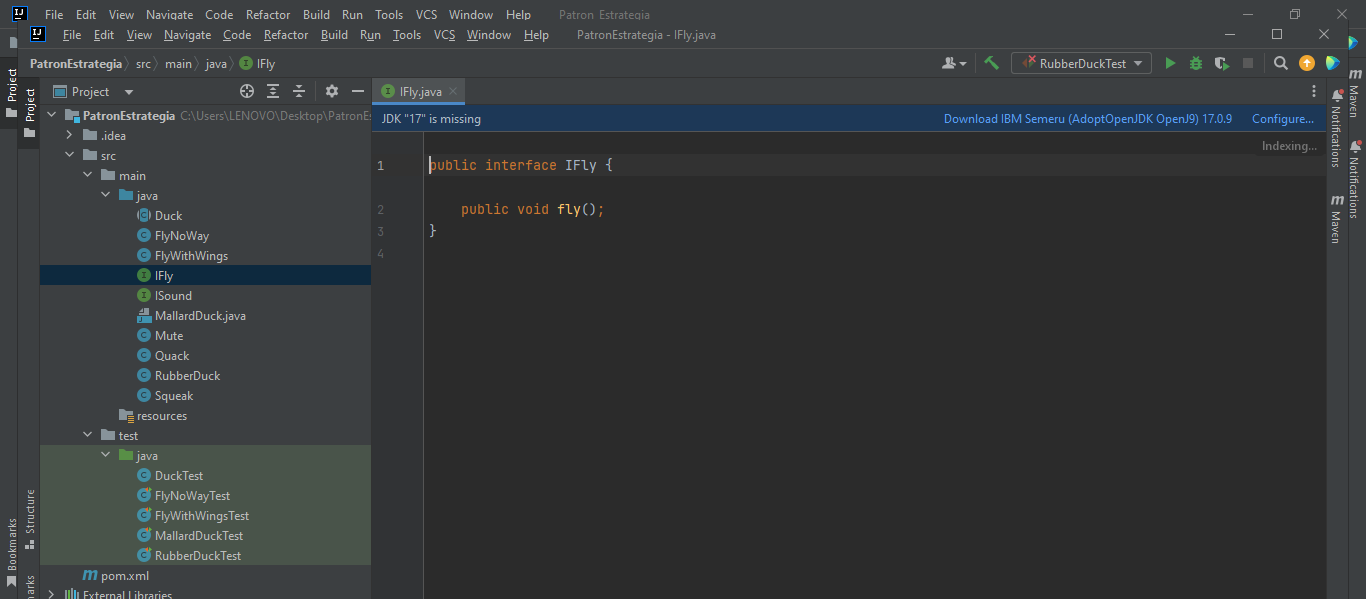 File Edit View Navigate Code Refactor Build Run Tools VCS Window Help Patron Estrategia
File Edit View Navigate Code Refactor Build Run Tools VCS Window Help PatronEstrategia - IFly.java
PatronEstrategia src main java IFly
RubberDuckTest
Project
IFly.java
PatronEstrategia C:\Users\LENOVO\Desktop\PatronEs
JDK "17" is missing
Download IBM Semeru (AdoptOpenJDK OpenJ9) 17.0.9 Configure...
Indexing...
.idea
src
main
java
Duck
FlyNoWay
FlyWithWings
IFly
ISound
MallardDuck.java
Mute
Quack
RubberDuck
Squeak
resources
test
java
DuckTest
FlyNoWayTest
FlyWithWingsTest
MallardDuckTest
RubberDuckTest
pom.xml
External Libraries
1 public interface IFly {
2 public void fly();
3 }
4
Project
Project
Structure
Bookmarks
marks
Notifications
Maven
Maven
Notifications